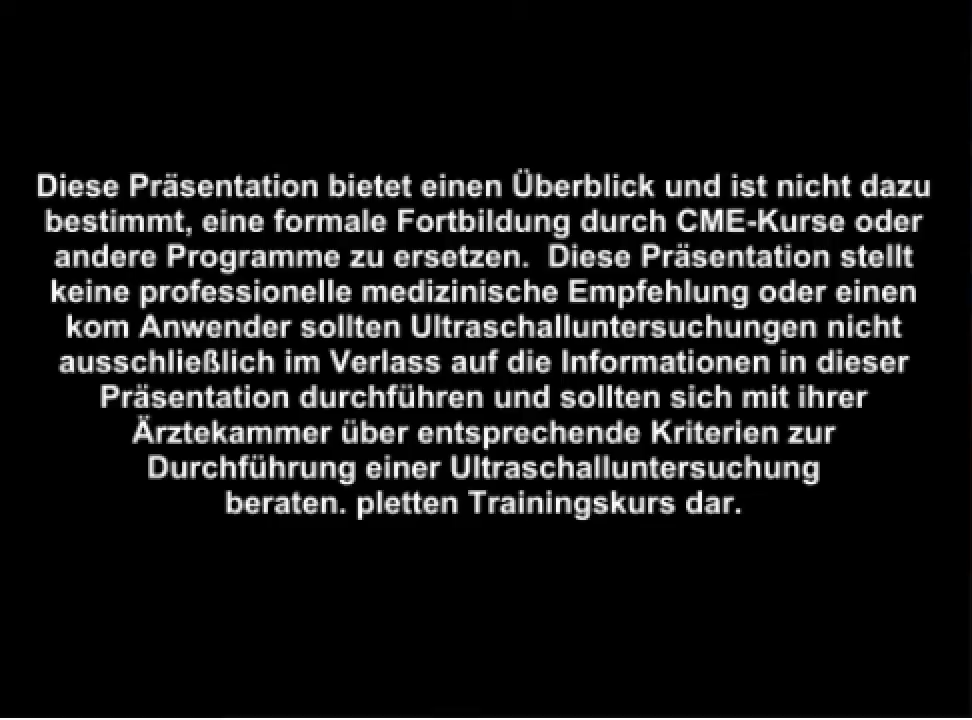 Diese Präsentation bietet einen Überblick und ist nicht dazu
bestimmt, eine formale Fortbildung durch CME-Kurse oder
andere Programme zu ersetzen.  Diese Präsentation stellt
keine professionelle medizinische Empfehlung oder einen
kom Anwender sollten Ultraschalluntersuchungen nicht
ausschließlich im Verlass auf die Informationen in dieser
Präsentation durchführen und sollten sich mit ihrer
Ärztekammer über entsprechende Kriterien zur
Durchführung einer Ultraschalluntersuchung
beraten. pletten Trainingskurs dar.